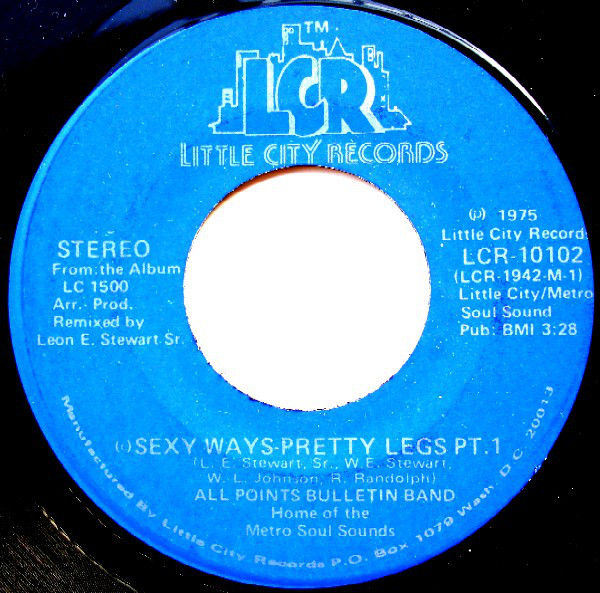 TM
LCR
LITTLE CITY RECORDS
STEREO
From: the Album
LC 1500
Arr.- Prod.
Remixed by
Leon E. Stewart Sr.
(P) 1975
Little City Record
LCR-10102
(LCR-1942-M-1)
Little City/Metro
Soul Sound
Pub: BMI 3:28
(c) SEXY WAYS-PRETTY LEGS PT.1
(L. E. Stewart, Sr., W.E. Stewart,
W. L. Johnson, R. Randolph)
ALL POINTS BULLETIN BAND
Home of the
Metro Soul Sounds
Manufactured By Little City Records P.O. Box 1079 Wash. D C 20013